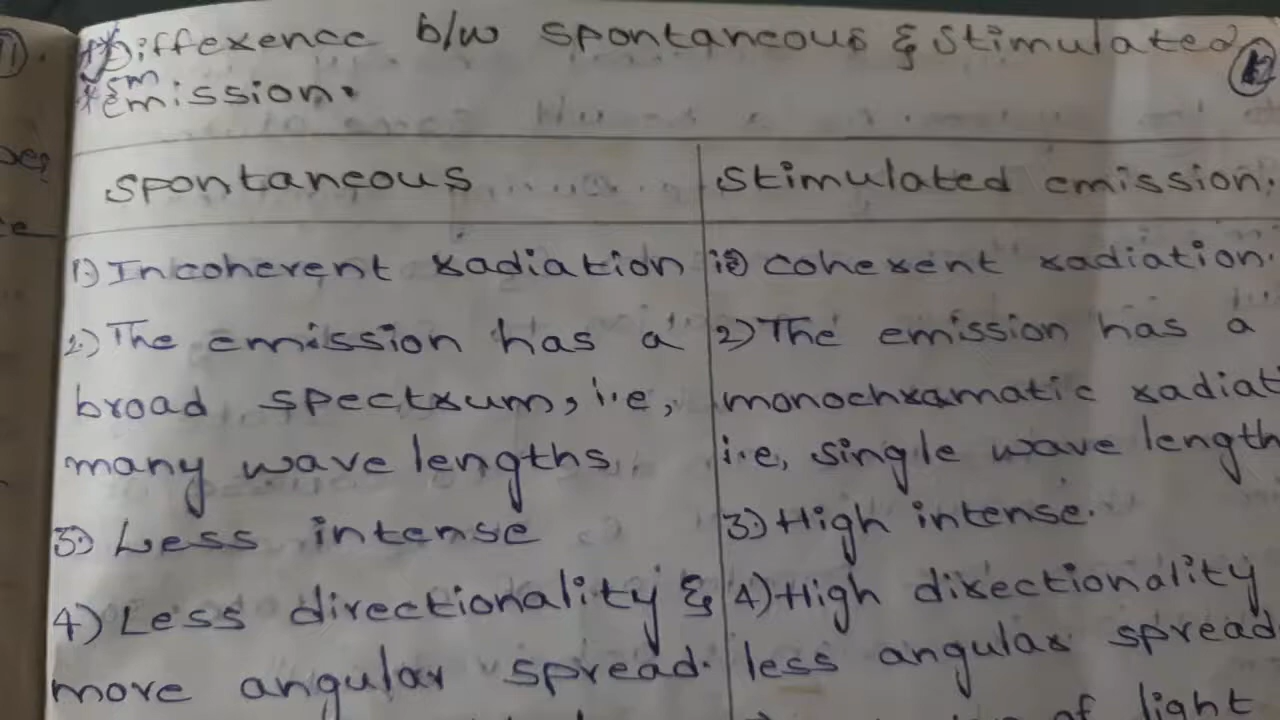 Difference b/w spontaneous & stimulated
emission.
spontaneous
stimulated emission.
1) Incoherent radiation
2.) The emission has a
broad spectrum, i.e,
many wave lengths.
3) Less intense
4) Less directionality &
more angular spread.
coherent radiation.
2) The emission has a
monochramatic radiat
i.e, single wave length
3) High intense.
4) High directionality
less angular spread
of light